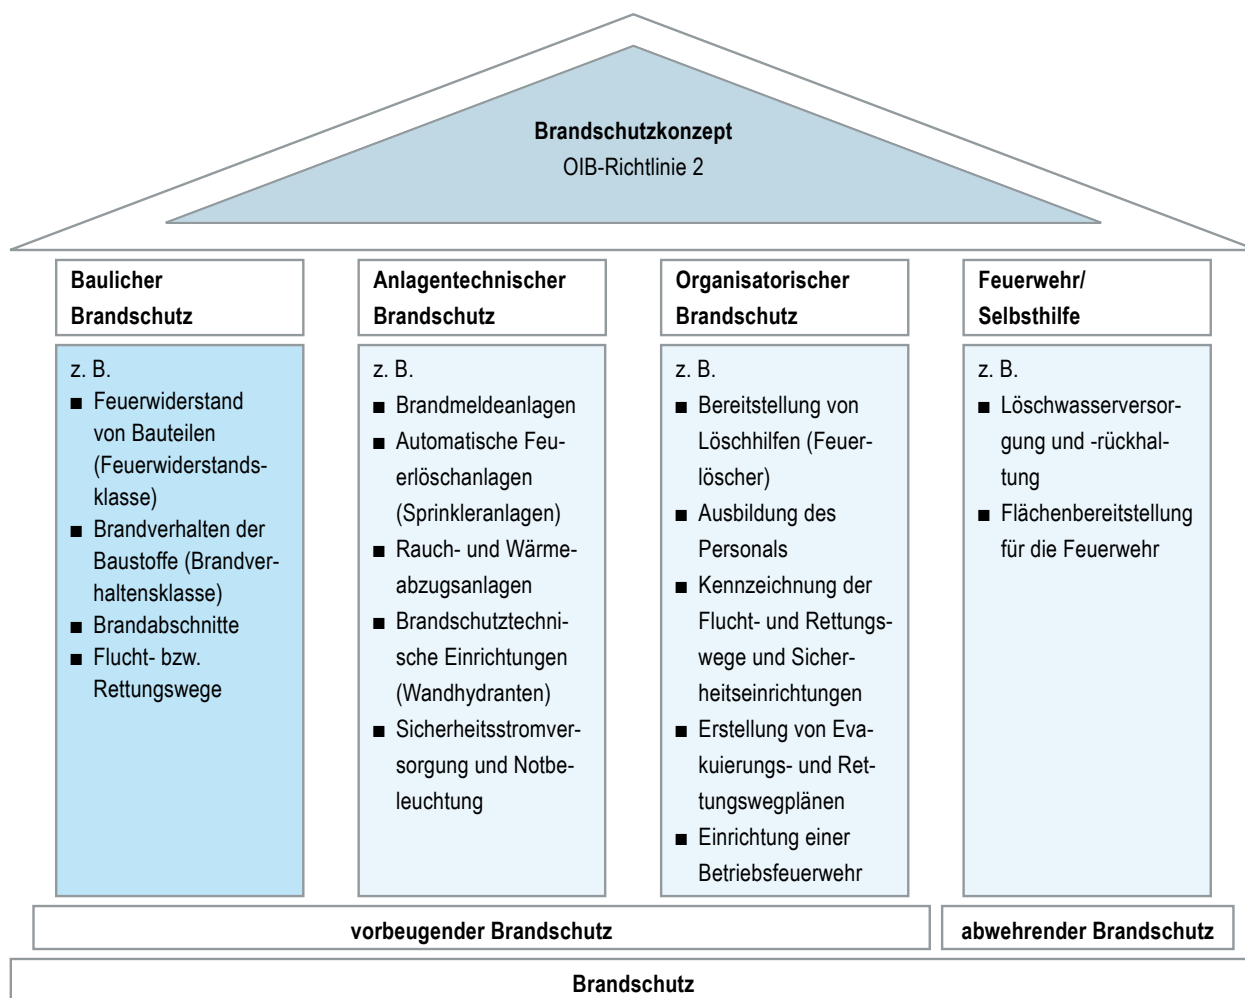 Brandschutzkonzept
OIB-Richtlinie 2
Baulicher
Brandschutz
z. B.
■ Feuerwiderstand
von Bauteilen
(Feuerwiderstands-
klasse)
■ Brandverhalten der
Baustoffe (Brandver-
haltensklasse)
■ Brandabschnitte
■ Flucht- bzw.
Rettungswege
Anlagentechnischer
Brandschutz
z. B.
■ Brandmeldeanlagen
■ Automatische Feu-
erlöschanlagen
(Sprinkleranlagen)
■ Rauch- und Wärme-
abzugsanlagen
■ Brandschutztechni-
sche Einrichtungen
(Wandhydranten)
■ Sicherheitsstromver-
sorgung und Notbe-
leuchtung
Organisatorischer
Brandschutz
z. B.
■ Bereitstellung von
Löschhilfen (Feuer-
löscher)
■ Ausbildung des
Personals
■ Kennzeichnung der
Flucht- und Rettungs-
wege und Sicher-
heitseinrichtungen
■ Erstellung von Eva-
kuierungs- und Ret-
tungswegplänen
■ Einrichtung einer
Betriebsfeuerwehr
Feuerwehr/
Selbsthilfe
z. B.
■ Löschwasserversor-
gung und -rückhal-
tung
■ Flächenbereitstellung
für die Feuerwehr
vorbeugender Brandschutz
abwehrender Brandschutz
Brandschutz